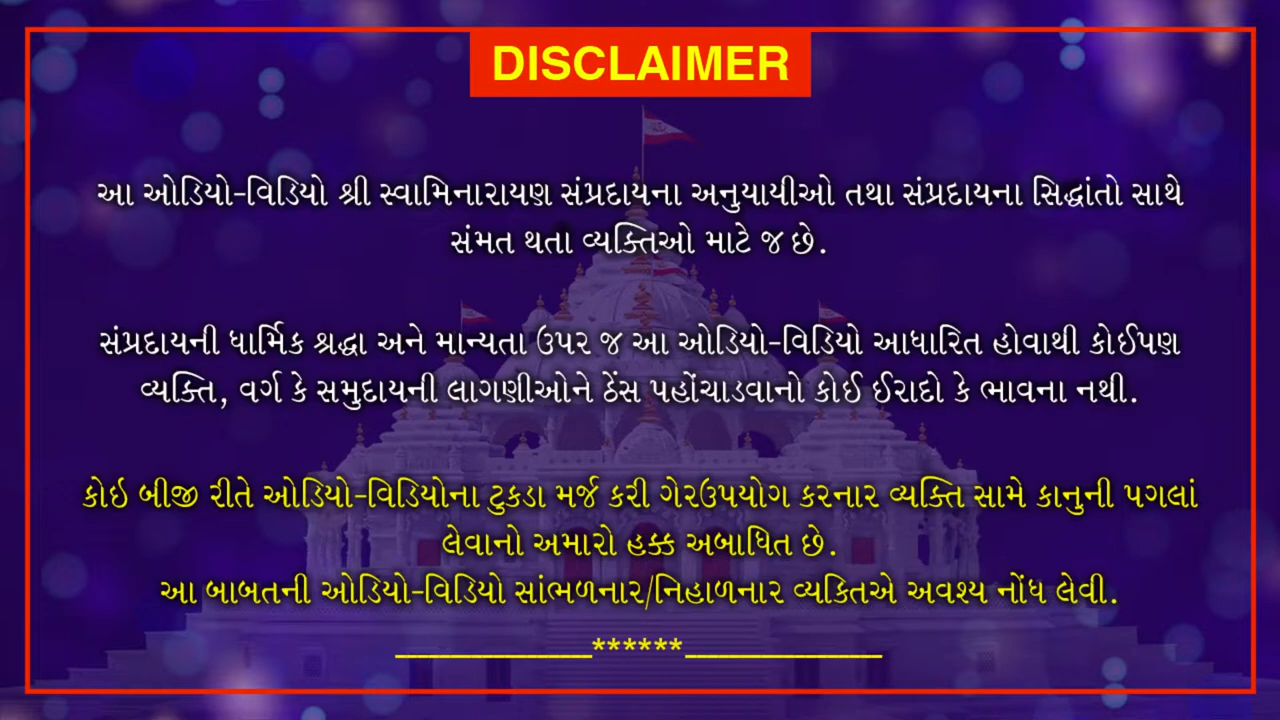 DISCLAIMER
આ ઓડિયો-વિડિયો શ્રી સ્વામિનારાયણ સંપ્રદાયના અનુયાયીઓ તથા સંપ્રદાયના સિદ્ધાંતો સાથે
સંમત થતા વ્યક્તિઓ માટે જ છે.
સંપ્રદાયની ધાર્મિક શ્રદ્ધા અને માન્યતા ઉપર જ આ ઓડિયો-વિડિયો આધારિત હોવાથી કોઈપણ
વ્યક્તિ, વર્ગ કે સમુદાયની લાગણીઓને ઠેંસ પહોંચાડવાનો કોઈ ઈરાદો કે ભાવના નથી.
કોઇ બીજી રીતે ઓડિયો-વિડિયોના ટુકડા મર્જ કરી ગેરઉપયોગ કરનાર વ્યક્તિ સામે કાનુની પગલાં
લેવાનો અમારો હક્ક અબાધિત છે.
આ બાબતની ઓડિયો-વિડિયો સાંભળનાર/નિહાળનાર વ્યકિતએ અવશ્ય નોંધ લેવી.
________________******________________